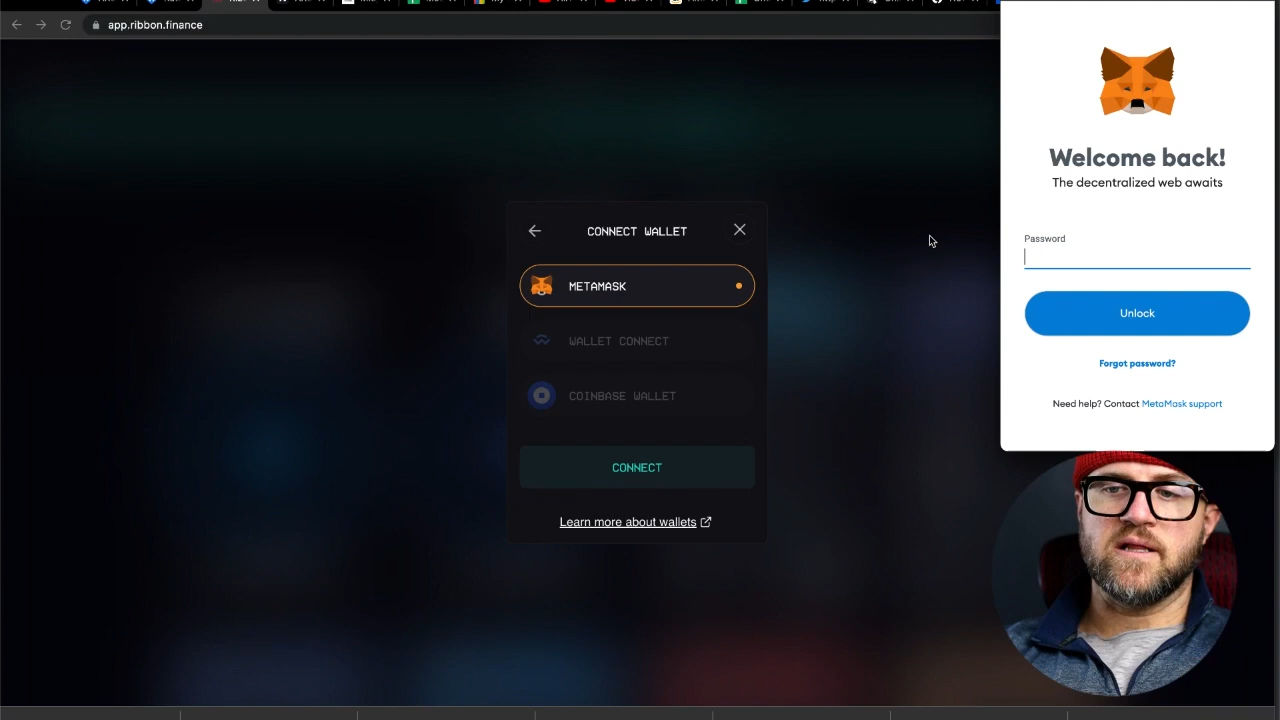 app.ribbon.finance
CONNECT WALLET
METAMASK
WALLET CONNECT
COINBASE WALLET
CONNECT
Learn more about wallets
Welcome back!
The decentralized web awaits
Password
Unlock
Forgot password?
Need help? Contact MetaMask support